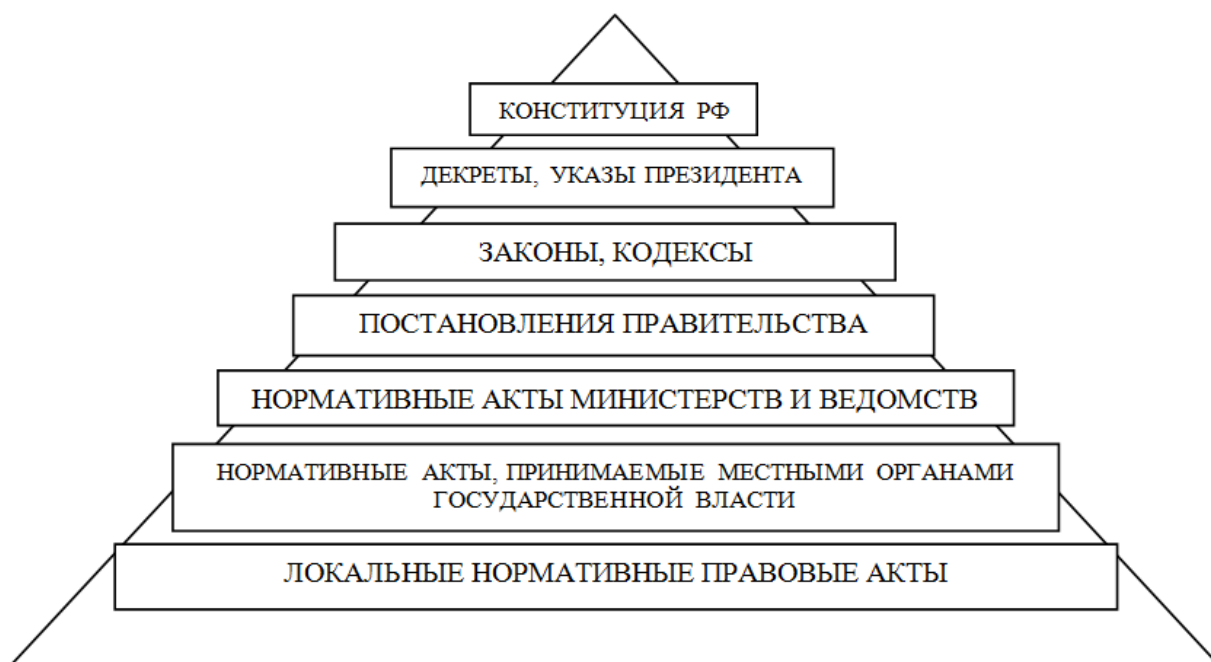 КОНСТИТУЦИЯ РФ
ДЕКРЕТЫ, УКАЗЫ ПРЕЗИДЕНТА
ЗАКОНЫ, КОДЕКСЫ
ПОСТАНОВЛЕНИЯ ПРАВИТЕЛЬСТВА
НОРМАТИВНЫЕ АКТЫ МИНИСТЕРСТВ И ВЕДОМСТВ
НОРМАТИВНЫЕ АКТЫ, ПРИНИМАЕМЫЕ МЕСТНЫМИ ОРГАНАМИ
ГОСУДАРСТВЕННОЙ ВЛАСТИ
ЛОКАЛЬНЫЕ НОРМАТИВНЫЕ ПРАВОВЫЕ АКТЫ